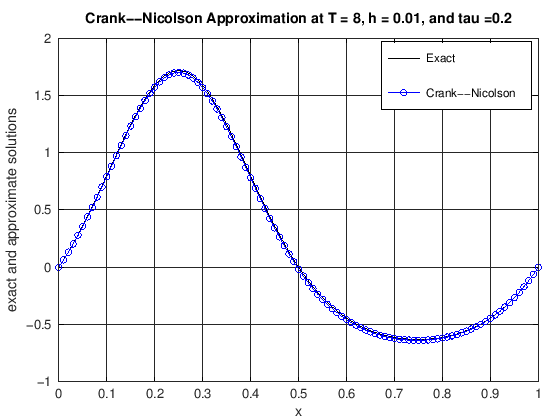 Crank--Nicolson Approximation at T = 8, h = 0.01, and tau =0.2
2
1.5
1
0.5
0
-0.5
-1
exact and approximate solutions
Exact
Crank--Nicolson
0 0.1 0.2 0.3 0.4 0.5 0.6 0.7 0.8 0.9 1
x